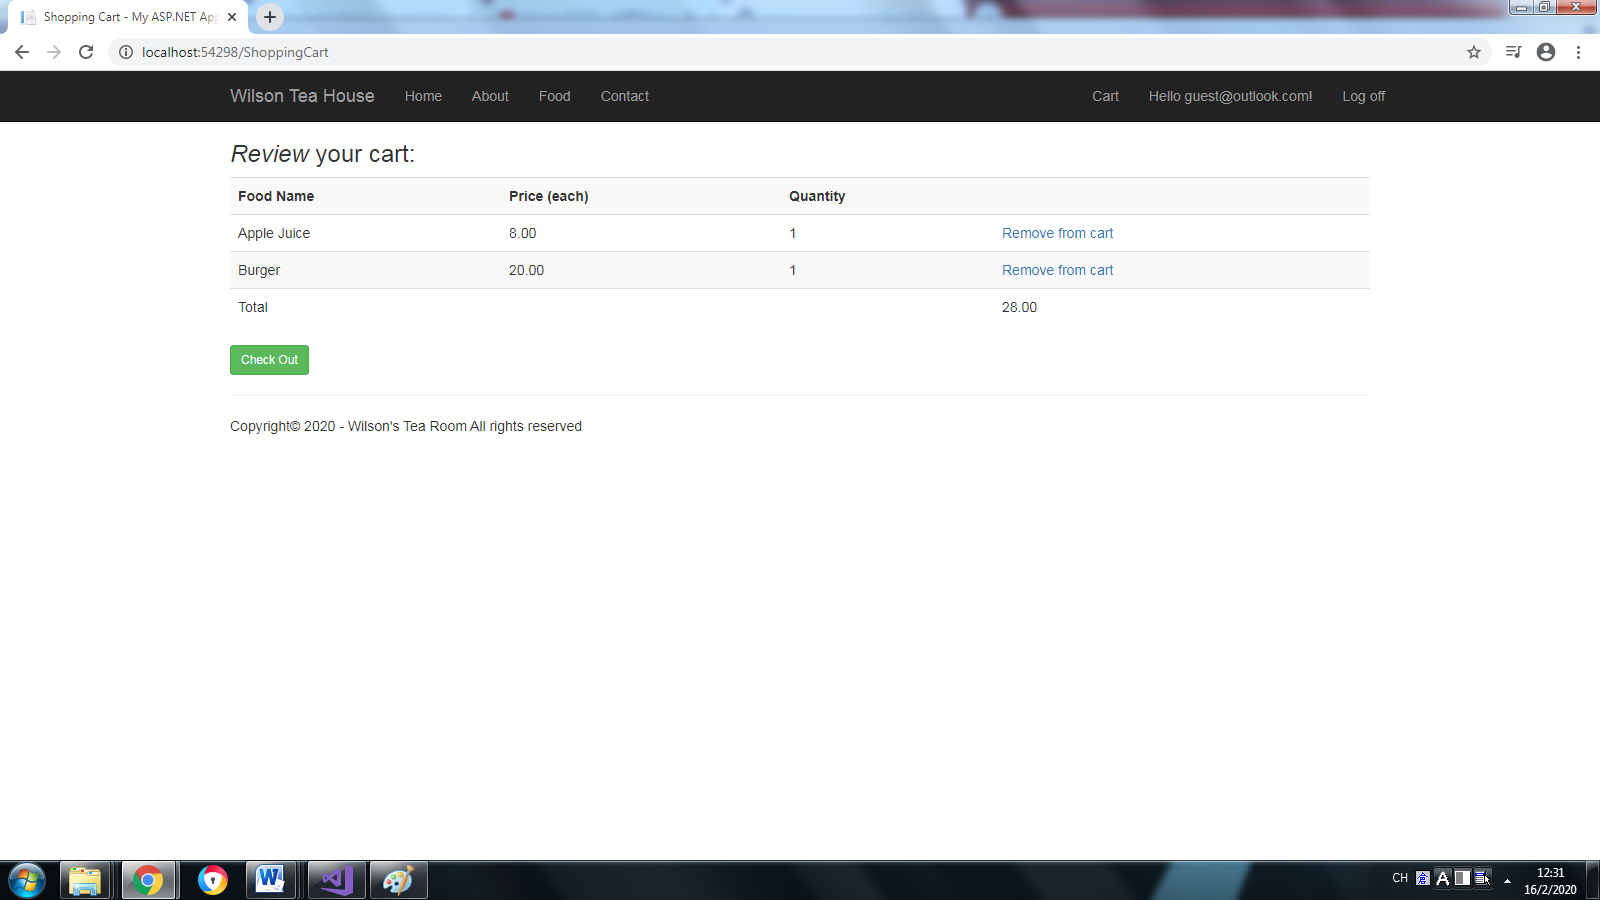 Shopping Cart - My ASP.NET App
localhost:54298/ShoppingCart
Wilson Tea House Home About Food Contact Cart Hello guest@outlook.com! Log off
Review your cart:
Food Name Price (each) Quantity
Apple Juice 8.00 1 Remove from cart
Burger 20.00 1 Remove from cart
Total 28.00
Check Out
Copyright© 2020 - Wilson's Tea Room All rights reserved
CH A 12:31
16/2/2020